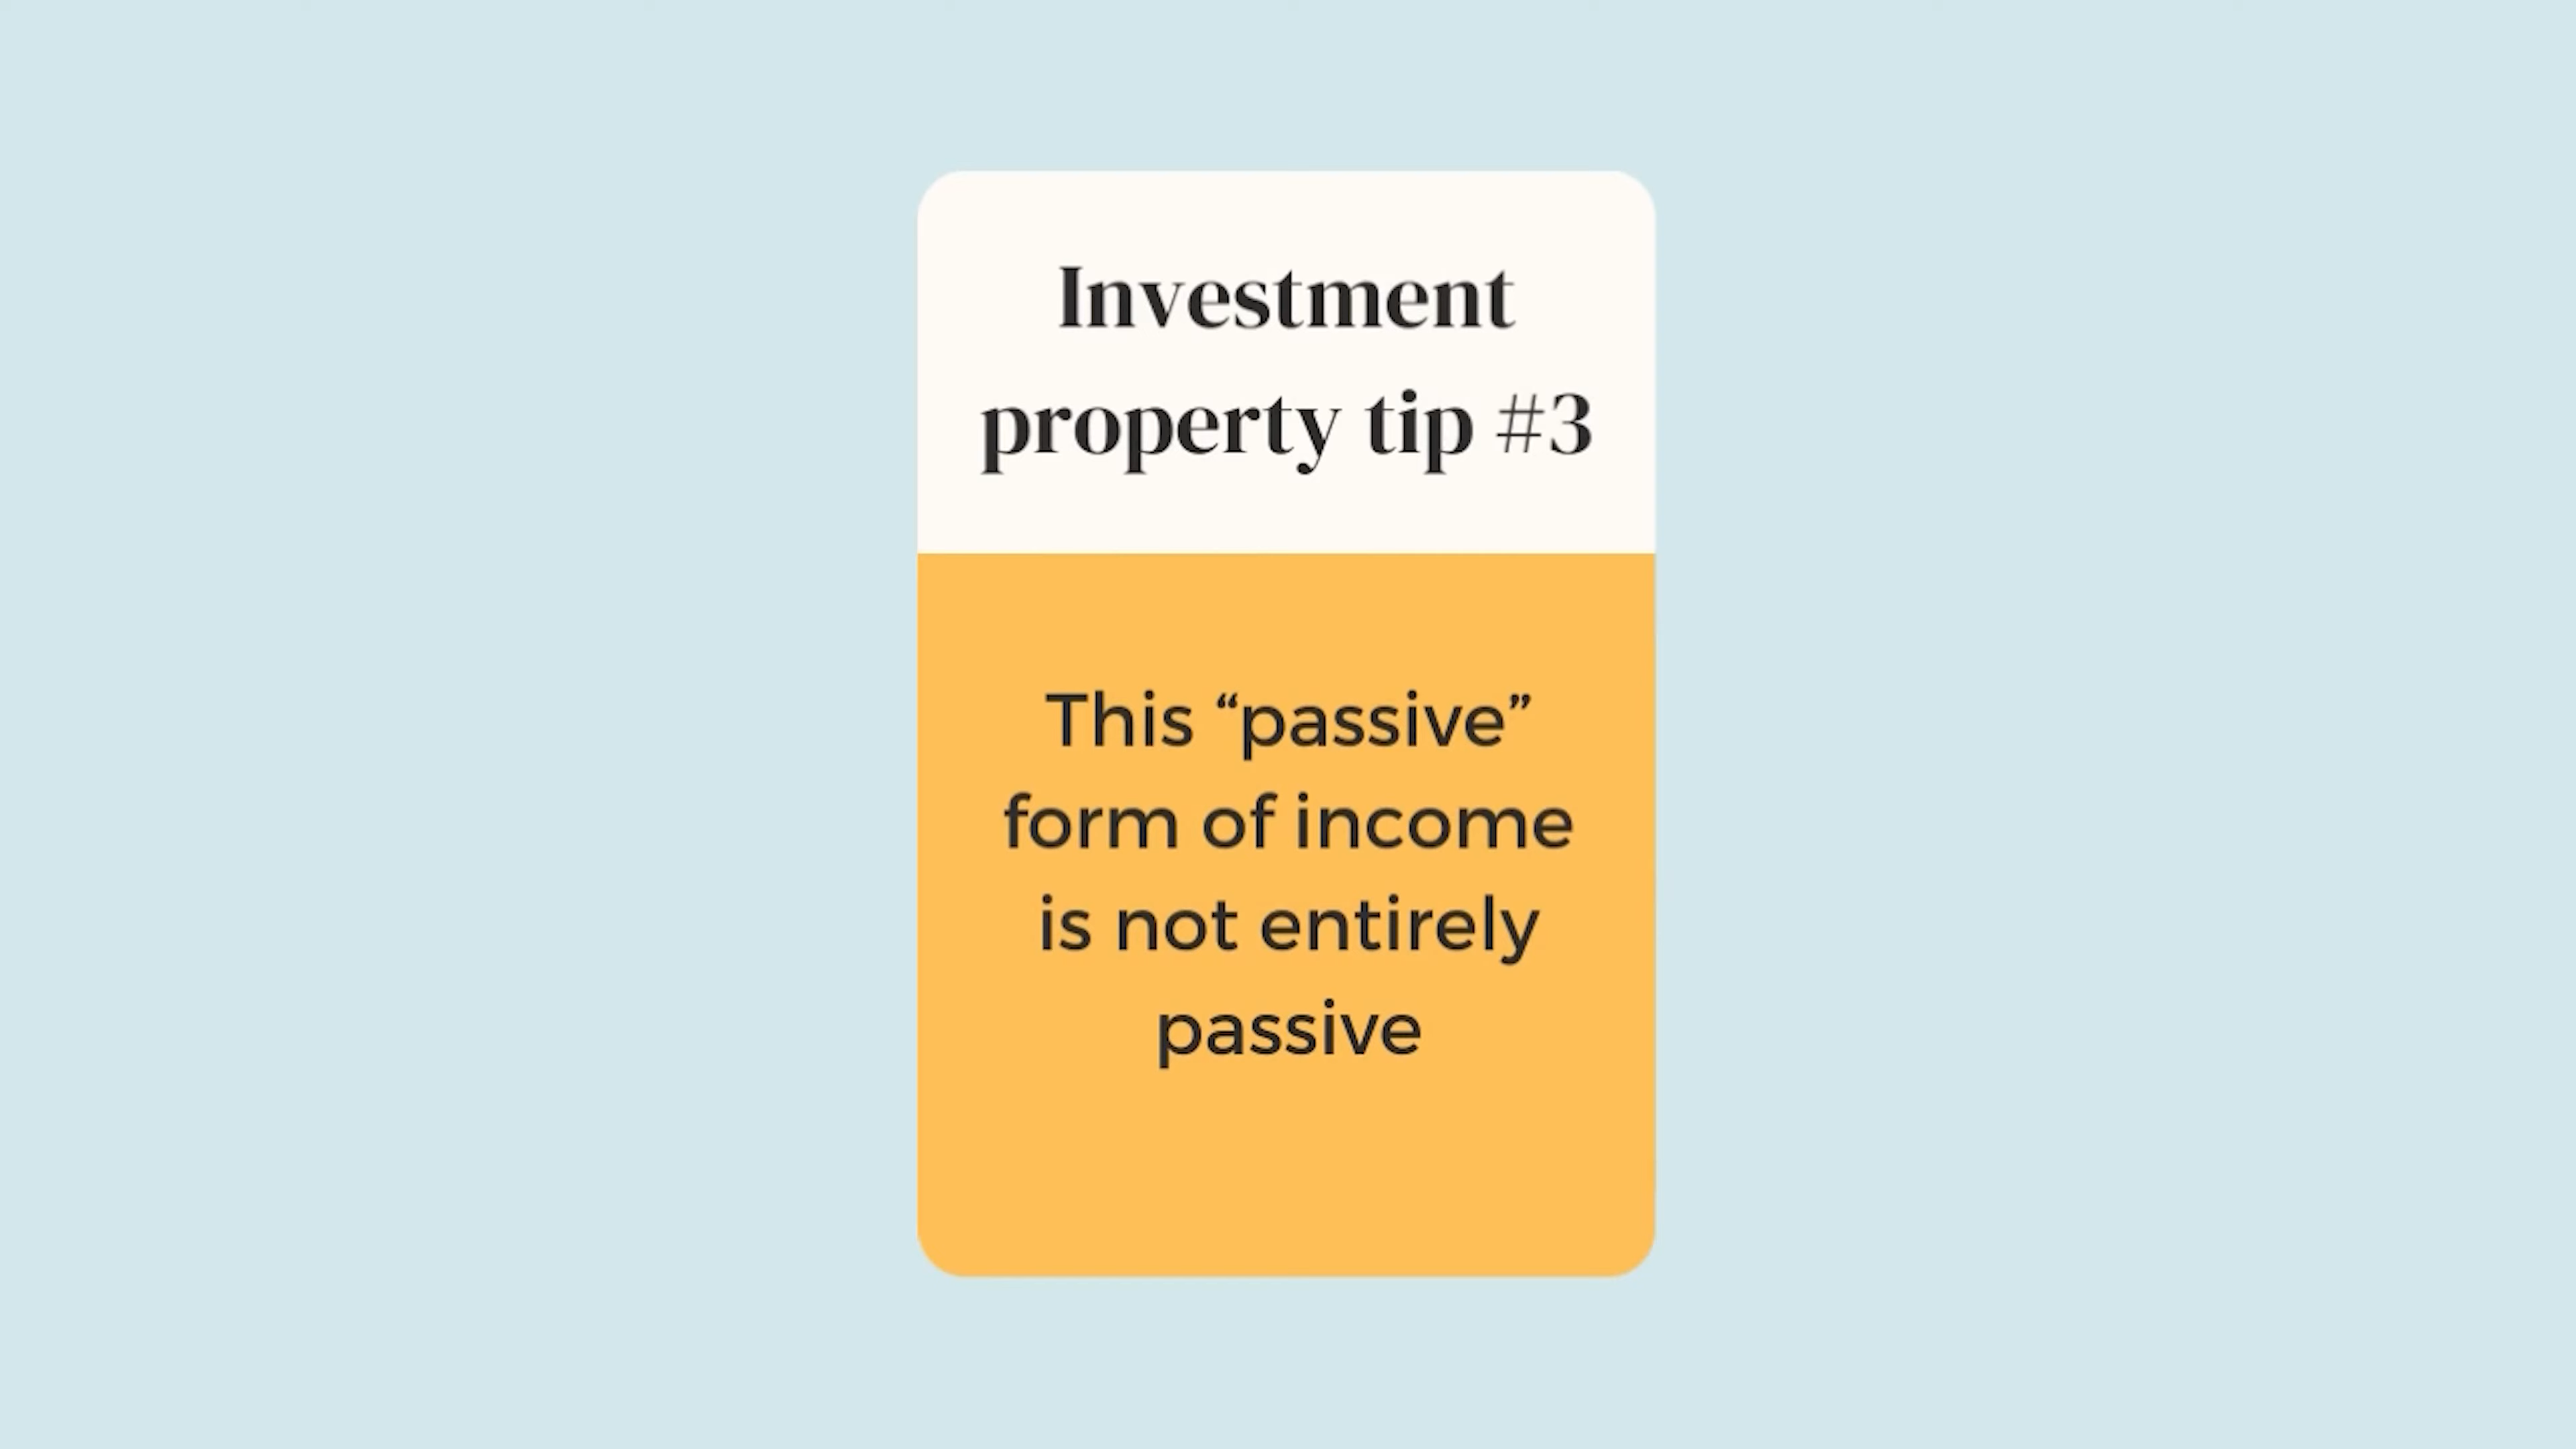 Investment
property tip #3
This “passive”
form of income
is not entirely
passive